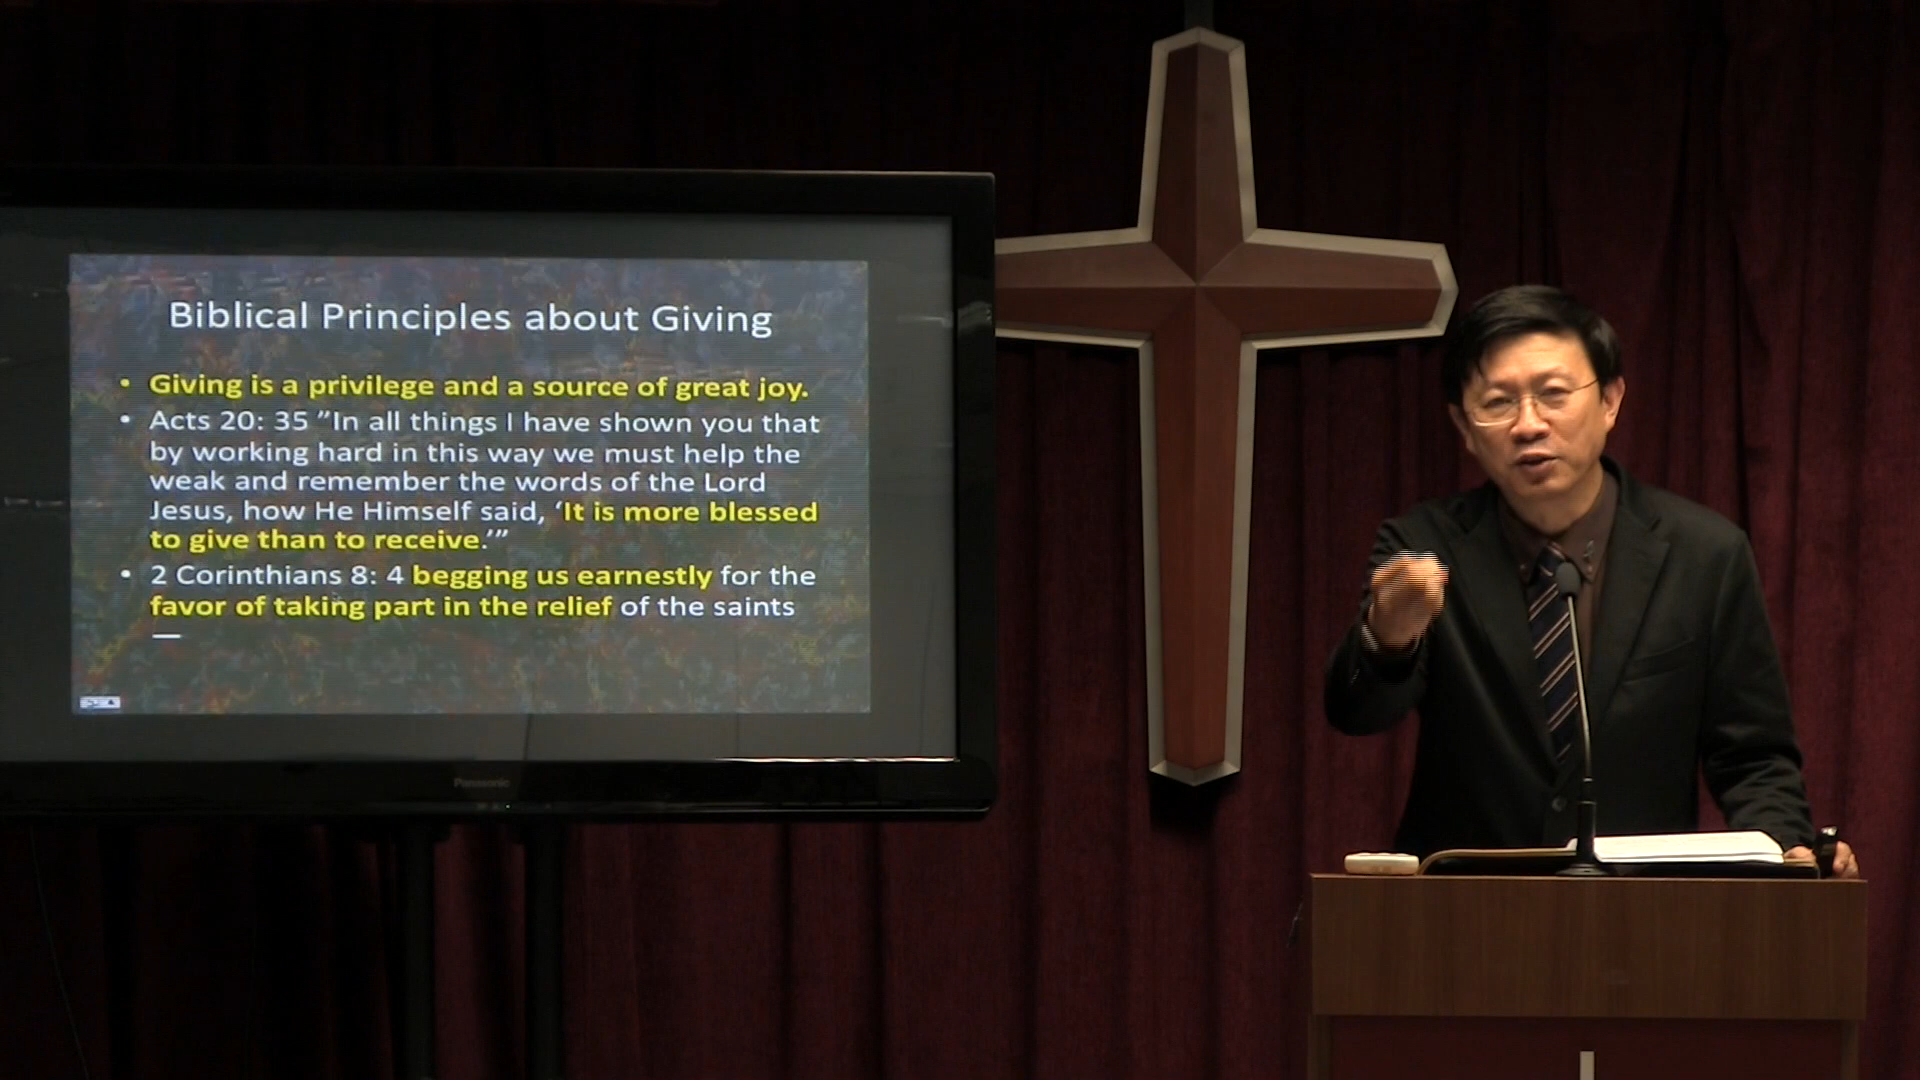 Biblical Principles about Giving
• Giving is a privilege and a source of great joy.
• Acts 20: 35 “In all things I have shown you that
by working hard in this way we must help the
weak and remember the words of the Lord
Jesus, how He Himself said, ‘It is more blessed
to give than to receive.’”
• 2 Corinthians 8: 4 begging us earnestly for the
favor of taking part in the relief of the saints
—
Panasonic